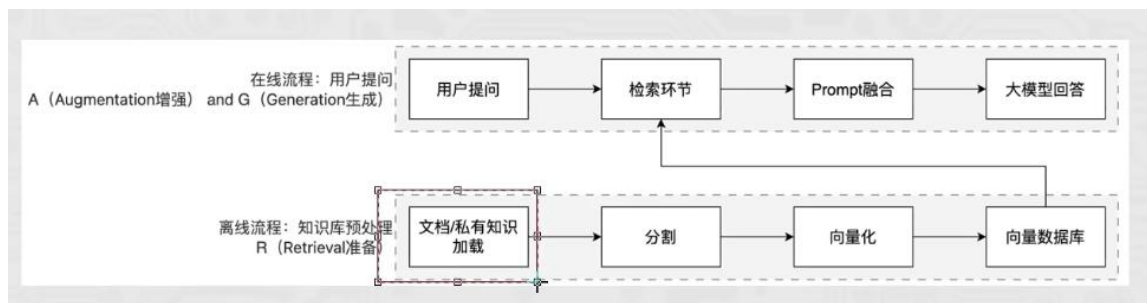 在线流程：用户提问
A（Augmentation增强） and G（Generation生成）
用户提问
检索环节
Prompt融合
大模型回答
离线流程：知识库预处理
R（Retrieval准备）
文档/私有知识
加载
分割
向量化
向量数据库